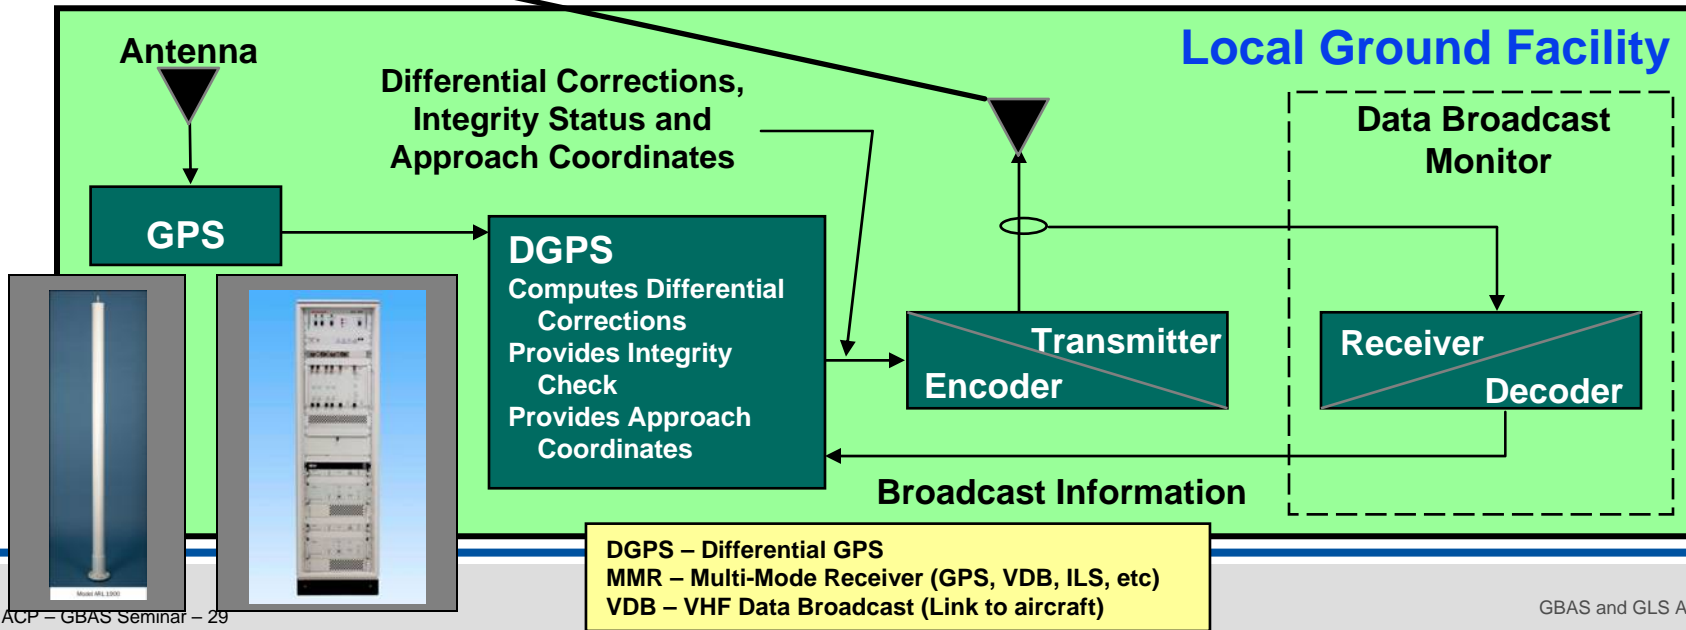 Local Ground Facility
Antenna
Differential Corrections,
Integrity Status and
Approach Coordinates
Data Broadcast
Monitor
GPS
DGPS
Computes Differential
Corrections
Provides Integrity
Check
Provides Approach
Coordinates
Transmitter
Encoder
Receiver
Decoder
Broadcast Information
DGPS – Differential GPS
MMR – Multi-Mode Receiver (GPS, VDB, ILS, etc)
VDB – VHF Data Broadcast (Link to aircraft)
ACP – GBAS Seminar – 29
GBAS and GLS A